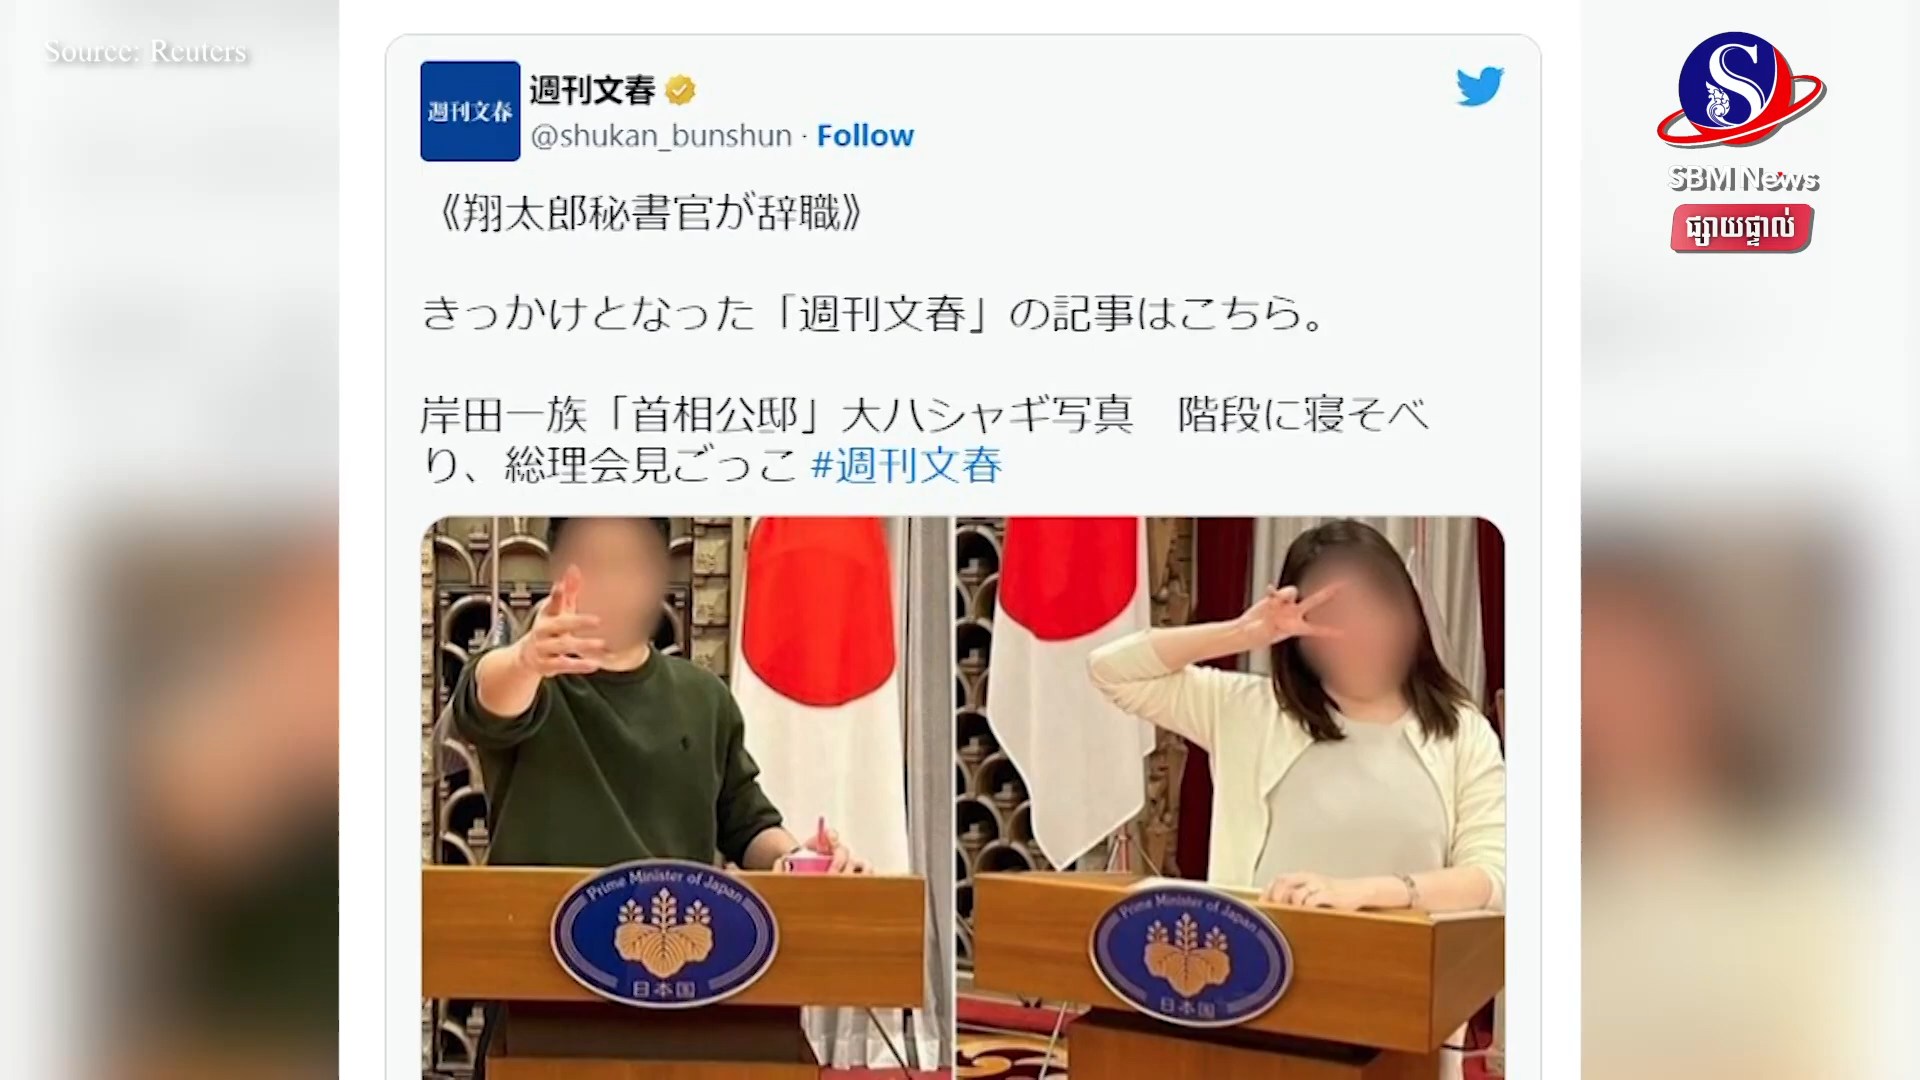 Source: Reuters
週刊文春
週刊文春
@shukan_bunshun · Follow
《翔太郎秘書官が辞職》
きっかけとなった「週刊文春」の記事はこちら。
岸田一族「首相公邸」大ハシャギ写真　階段に寝そべ
り、総理会見ごっこ #週刊文春
Prime Minister of Japan
日本国
Prime Minister of Japan
日本国
S
SBM News
ផ្សាយផ្ទាល់